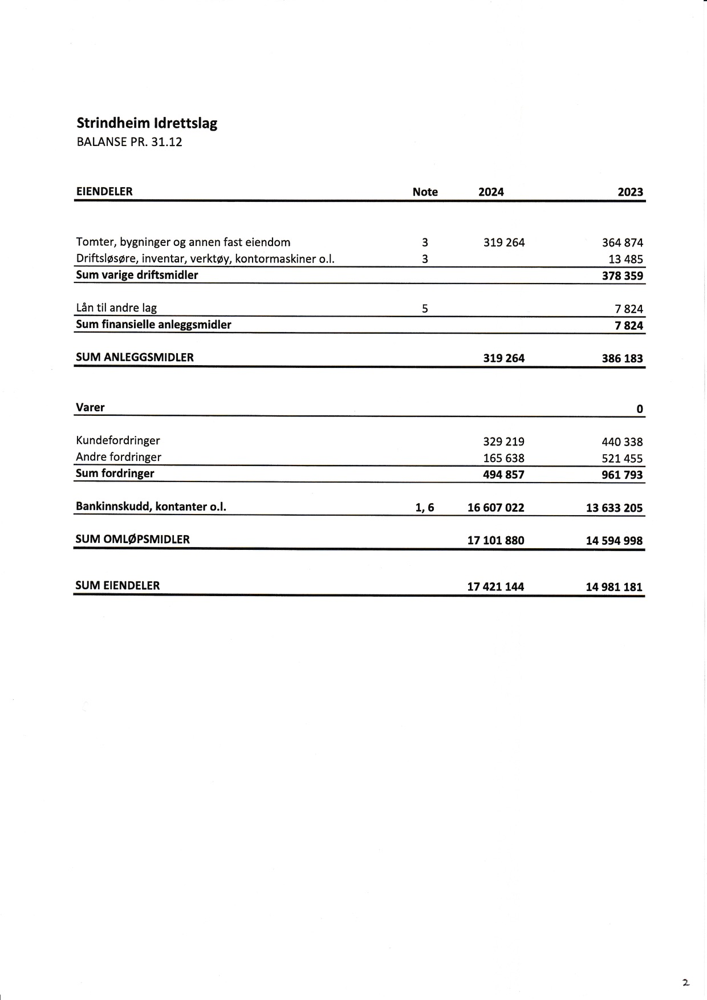 Strindheim Idrettslag
BALANSE PR. 31.12
EIENDELER Note 2024 2023
Tomter, bygninger og annen fast eiendom 3 319 264 364 874
Driftsløsøre, inventar, verktøy, kontormaskiner o.l. 3 13 485
Sum varige driftsmidler 378 359
Lån til andre lag 5 7 824
Sum finansielle anleggsmidler 7 824
SUM ANLEGGSMIDLER 319 264 386 183
Varer 0
Kundefordringer 329 219 440 338
Andre fordringer 165 638 521 455
Sum fordringer 494 857 961 793
Bankinnskudd, kontanter o.l. 1, 6 16 607 022 13 633 205
SUM OMLØPSMIDLER 17 101 880 14 594 998
SUM EIENDELER 17 421 144 14 981 181
2